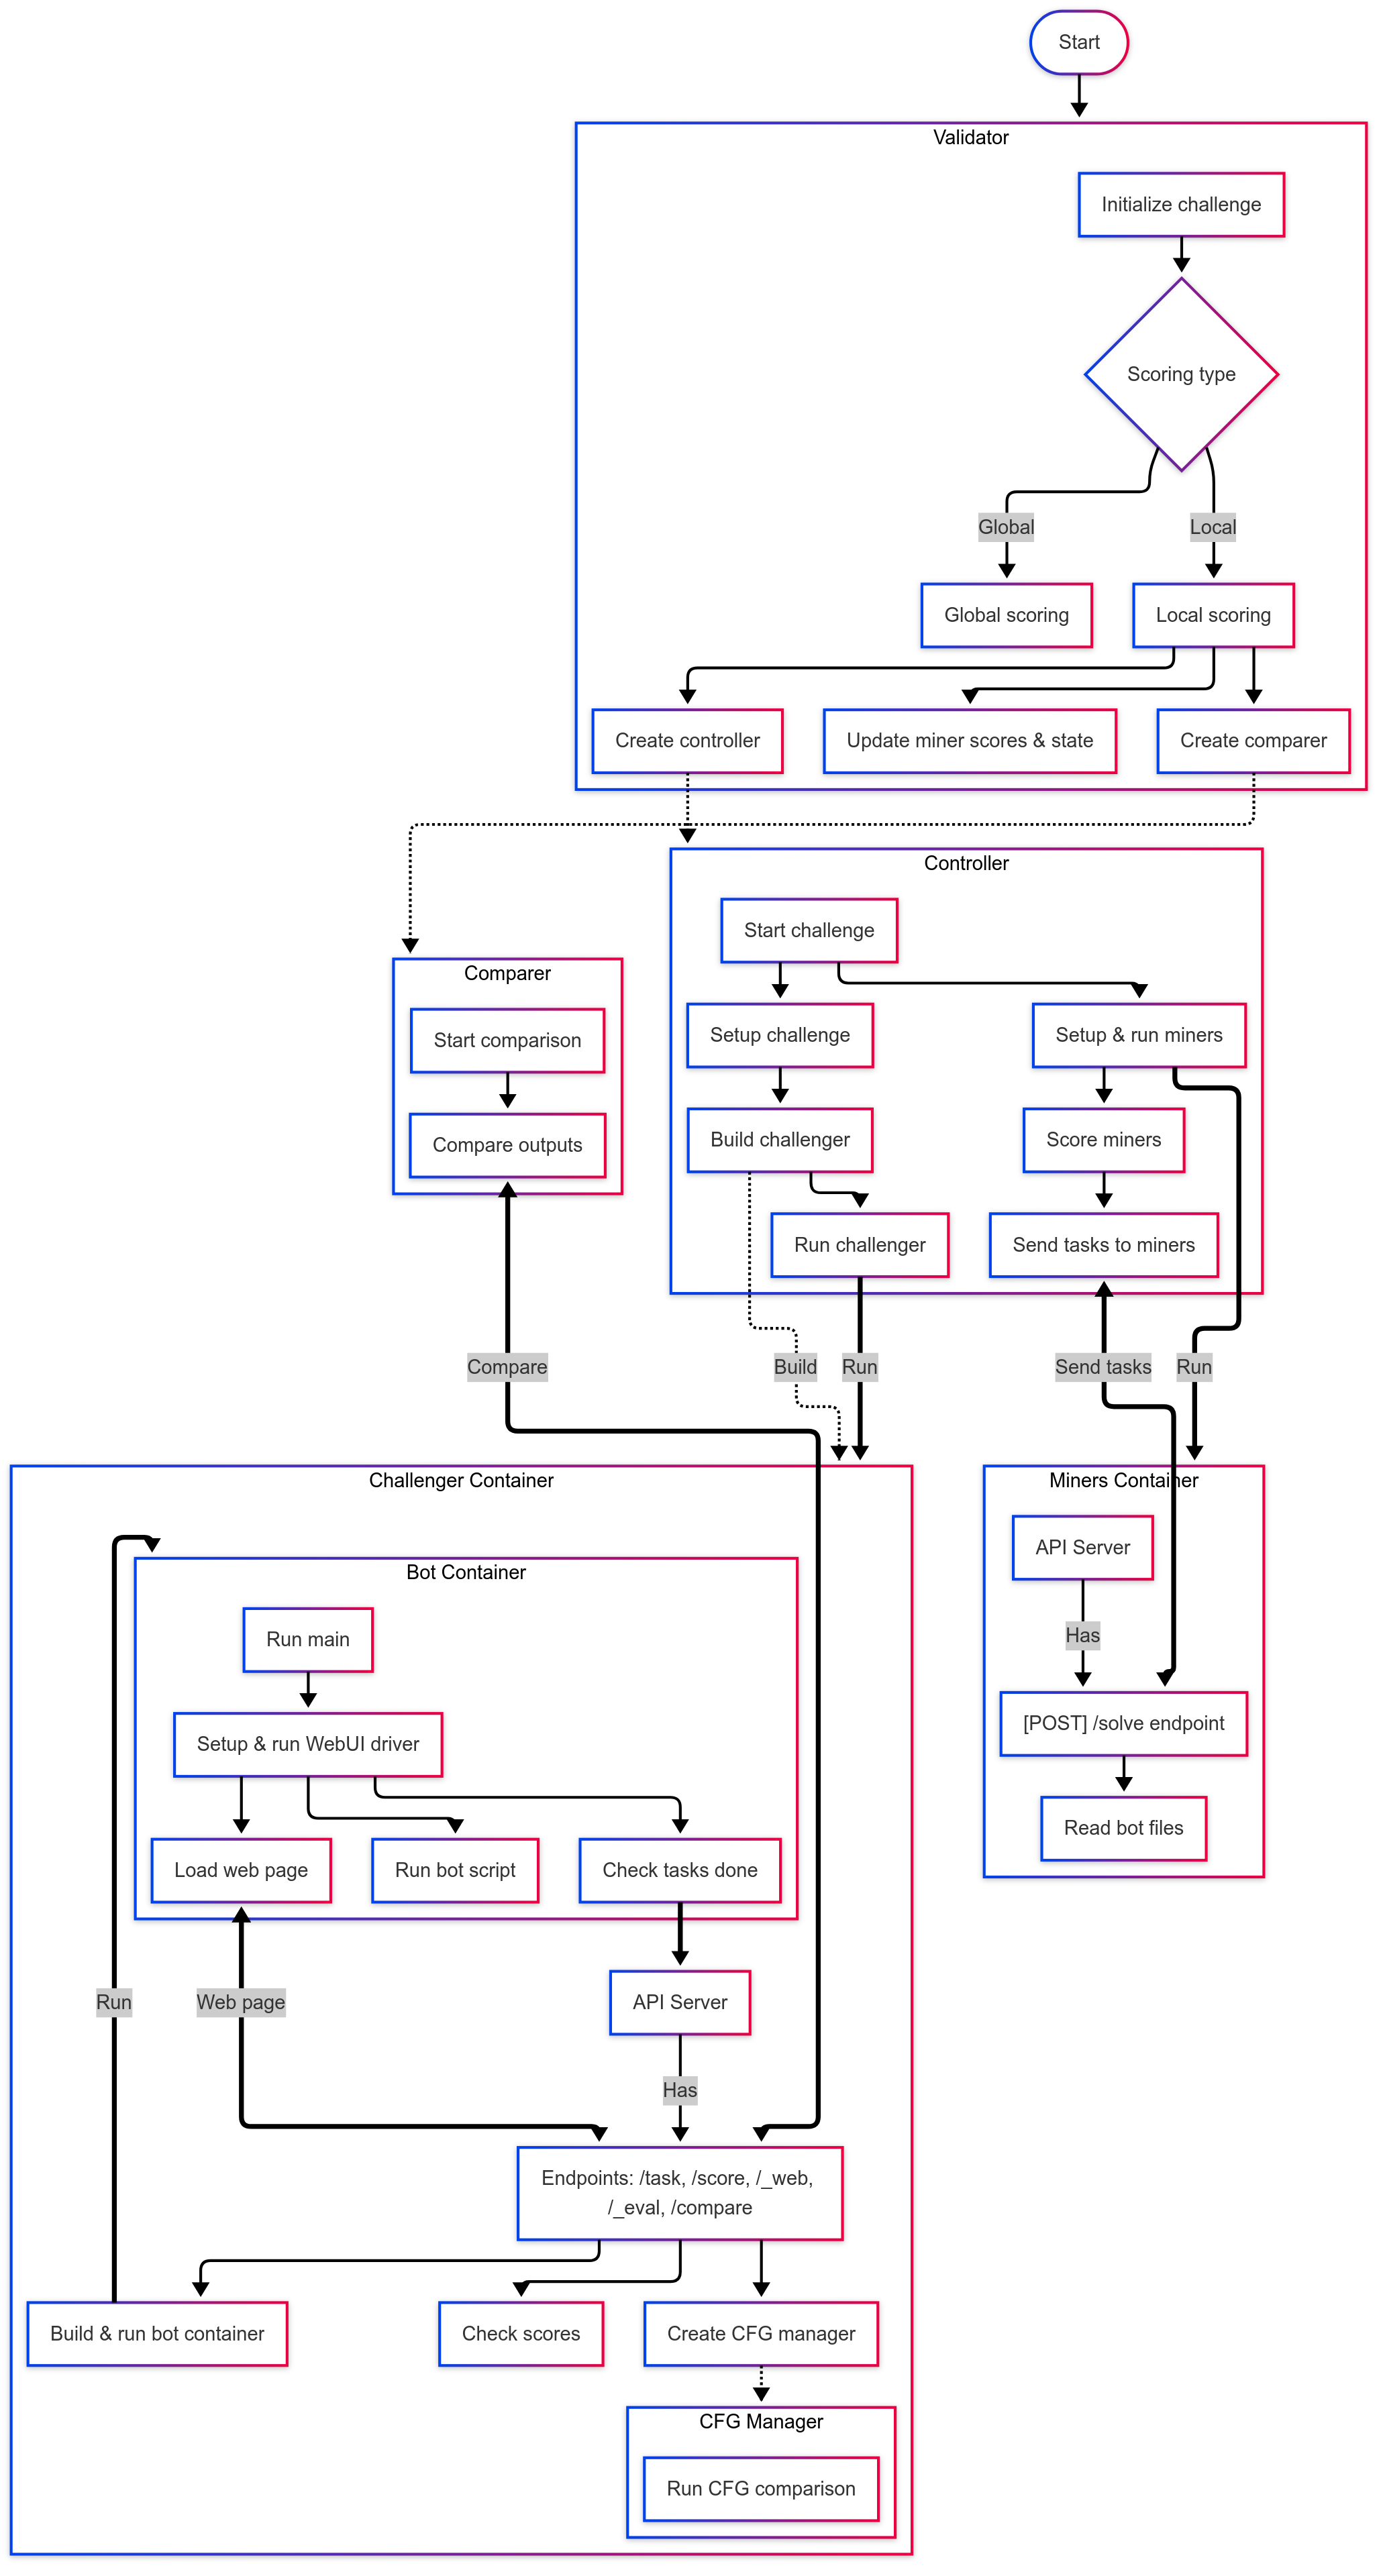 Start
Validator
Initialize challenge
Scoring type
Global
Local
Global scoring
Local scoring
Create controller
Update miner scores & state
Create comparer
Controller
Start challenge
Comparer
Setup challenge
Setup & run miners
Start comparison
Build challenger
Score miners
Compare outputs
Run challenger
Send tasks to miners
Compare
Build
Run
Send tasks
Run
Challenger Container
Miners Container
API Server
Bot Container
Run main
Has
Setup & run WebUI driver
[POST] /solve endpoint
Read bot files
Load web page
Run bot script
Check tasks done
Run
Web page
API Server
Has
Endpoints: /task, /score, /_web,
/_eval, /compare
Build & run bot container
Check scores
Create CFG manager
CFG Manager
Run CFG comparison